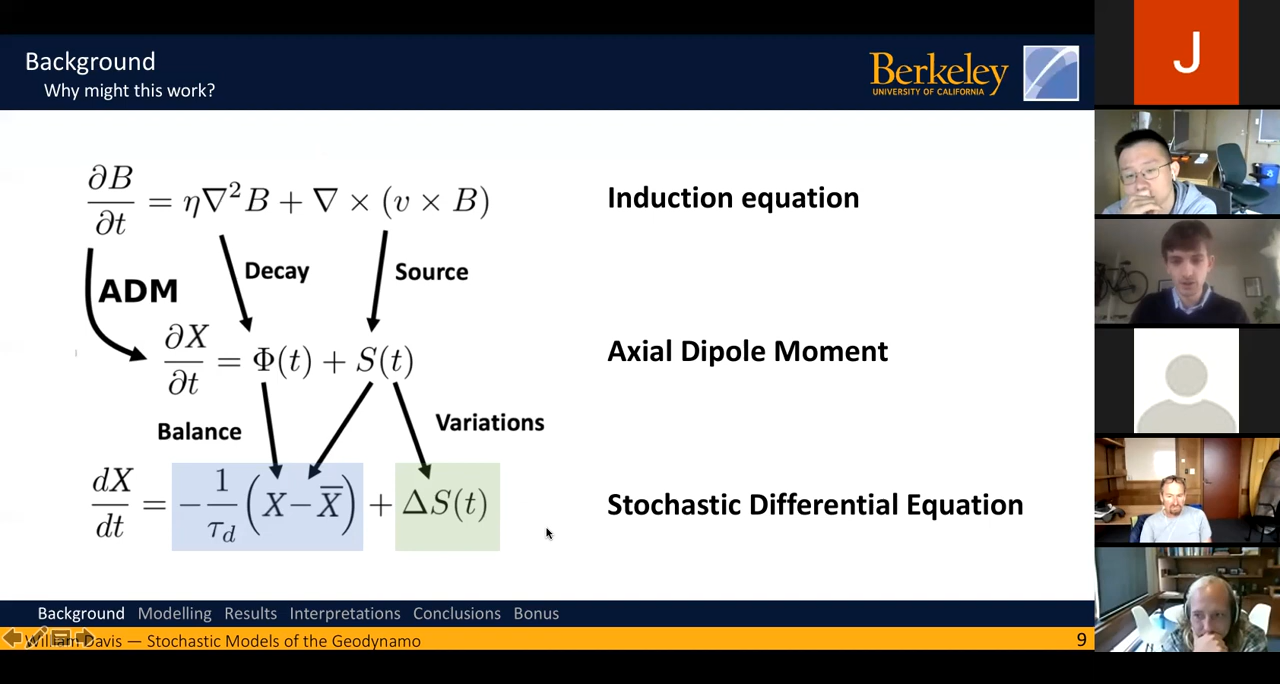 Background
Why might this work?
Berkeley
UNIVERSITY OF CALIFORNIA
J
∂B/∂t = η∇²B + ∇ × (v × B)
Induction equation
Decay
Source
ADM
∂X/∂t = Φ(t) + S(t)
Axial Dipole Moment
Balance
Variations
dX/dt = −1/τ_d (X−X̅) + ΔS(t)
Stochastic Differential Equation
Background Modelling Results Interpretations Conclusions Bonus
William Davis — Stochastic Models of the Geodynamo
9